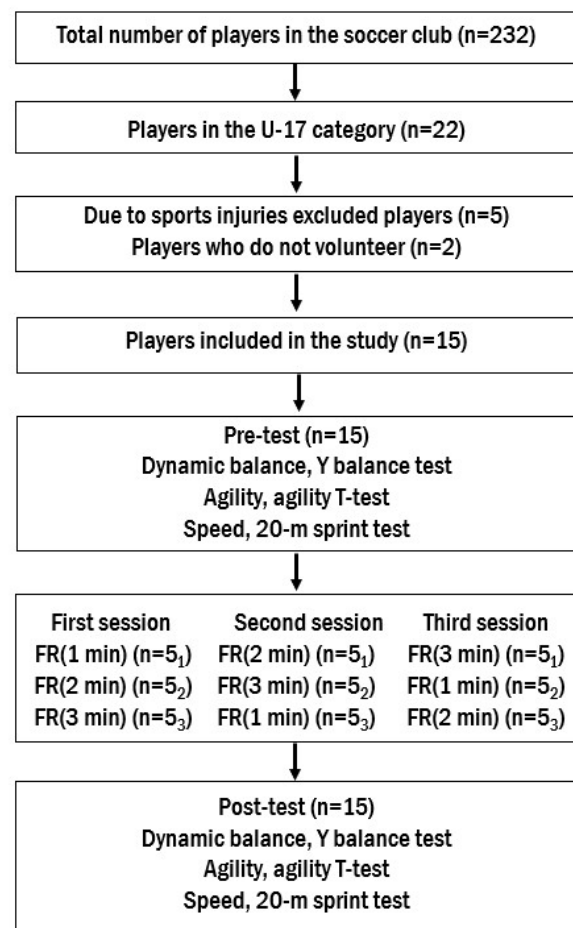 Total number of players in the soccer club (n=232)
Players in the U-17 category (n=22)
Due to sports injuries excluded players (n=5)
Players who do not volunteer (n=2)
Players included in the study (n=15)
Pre-test (n=15)
Dynamic balance, Y balance test
Agility, agility T-test
Speed, 20-m sprint test
First session Second session Third session
FR(1 min) (n=5₁) FR(2 min) (n=5₁) FR(3 min) (n=5₁)
FR(2 min) (n=5₂) FR(3 min) (n=5₂) FR(1 min) (n=5₂)
FR(3 min) (n=5₃) FR(1 min) (n=5₃) FR(2 min) (n=5₃)
Post-test (n=15)
Dynamic balance, Y balance test
Agility, agility T-test
Speed, 20-m sprint test